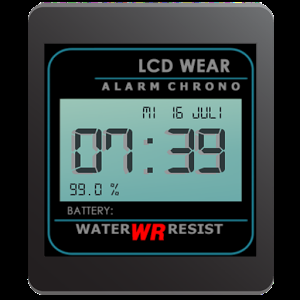 LCD WEAR
ALARM CHRONO
MI 16 JULI
07:39
99.0 %
BATTERY:
WATER WR RESIST